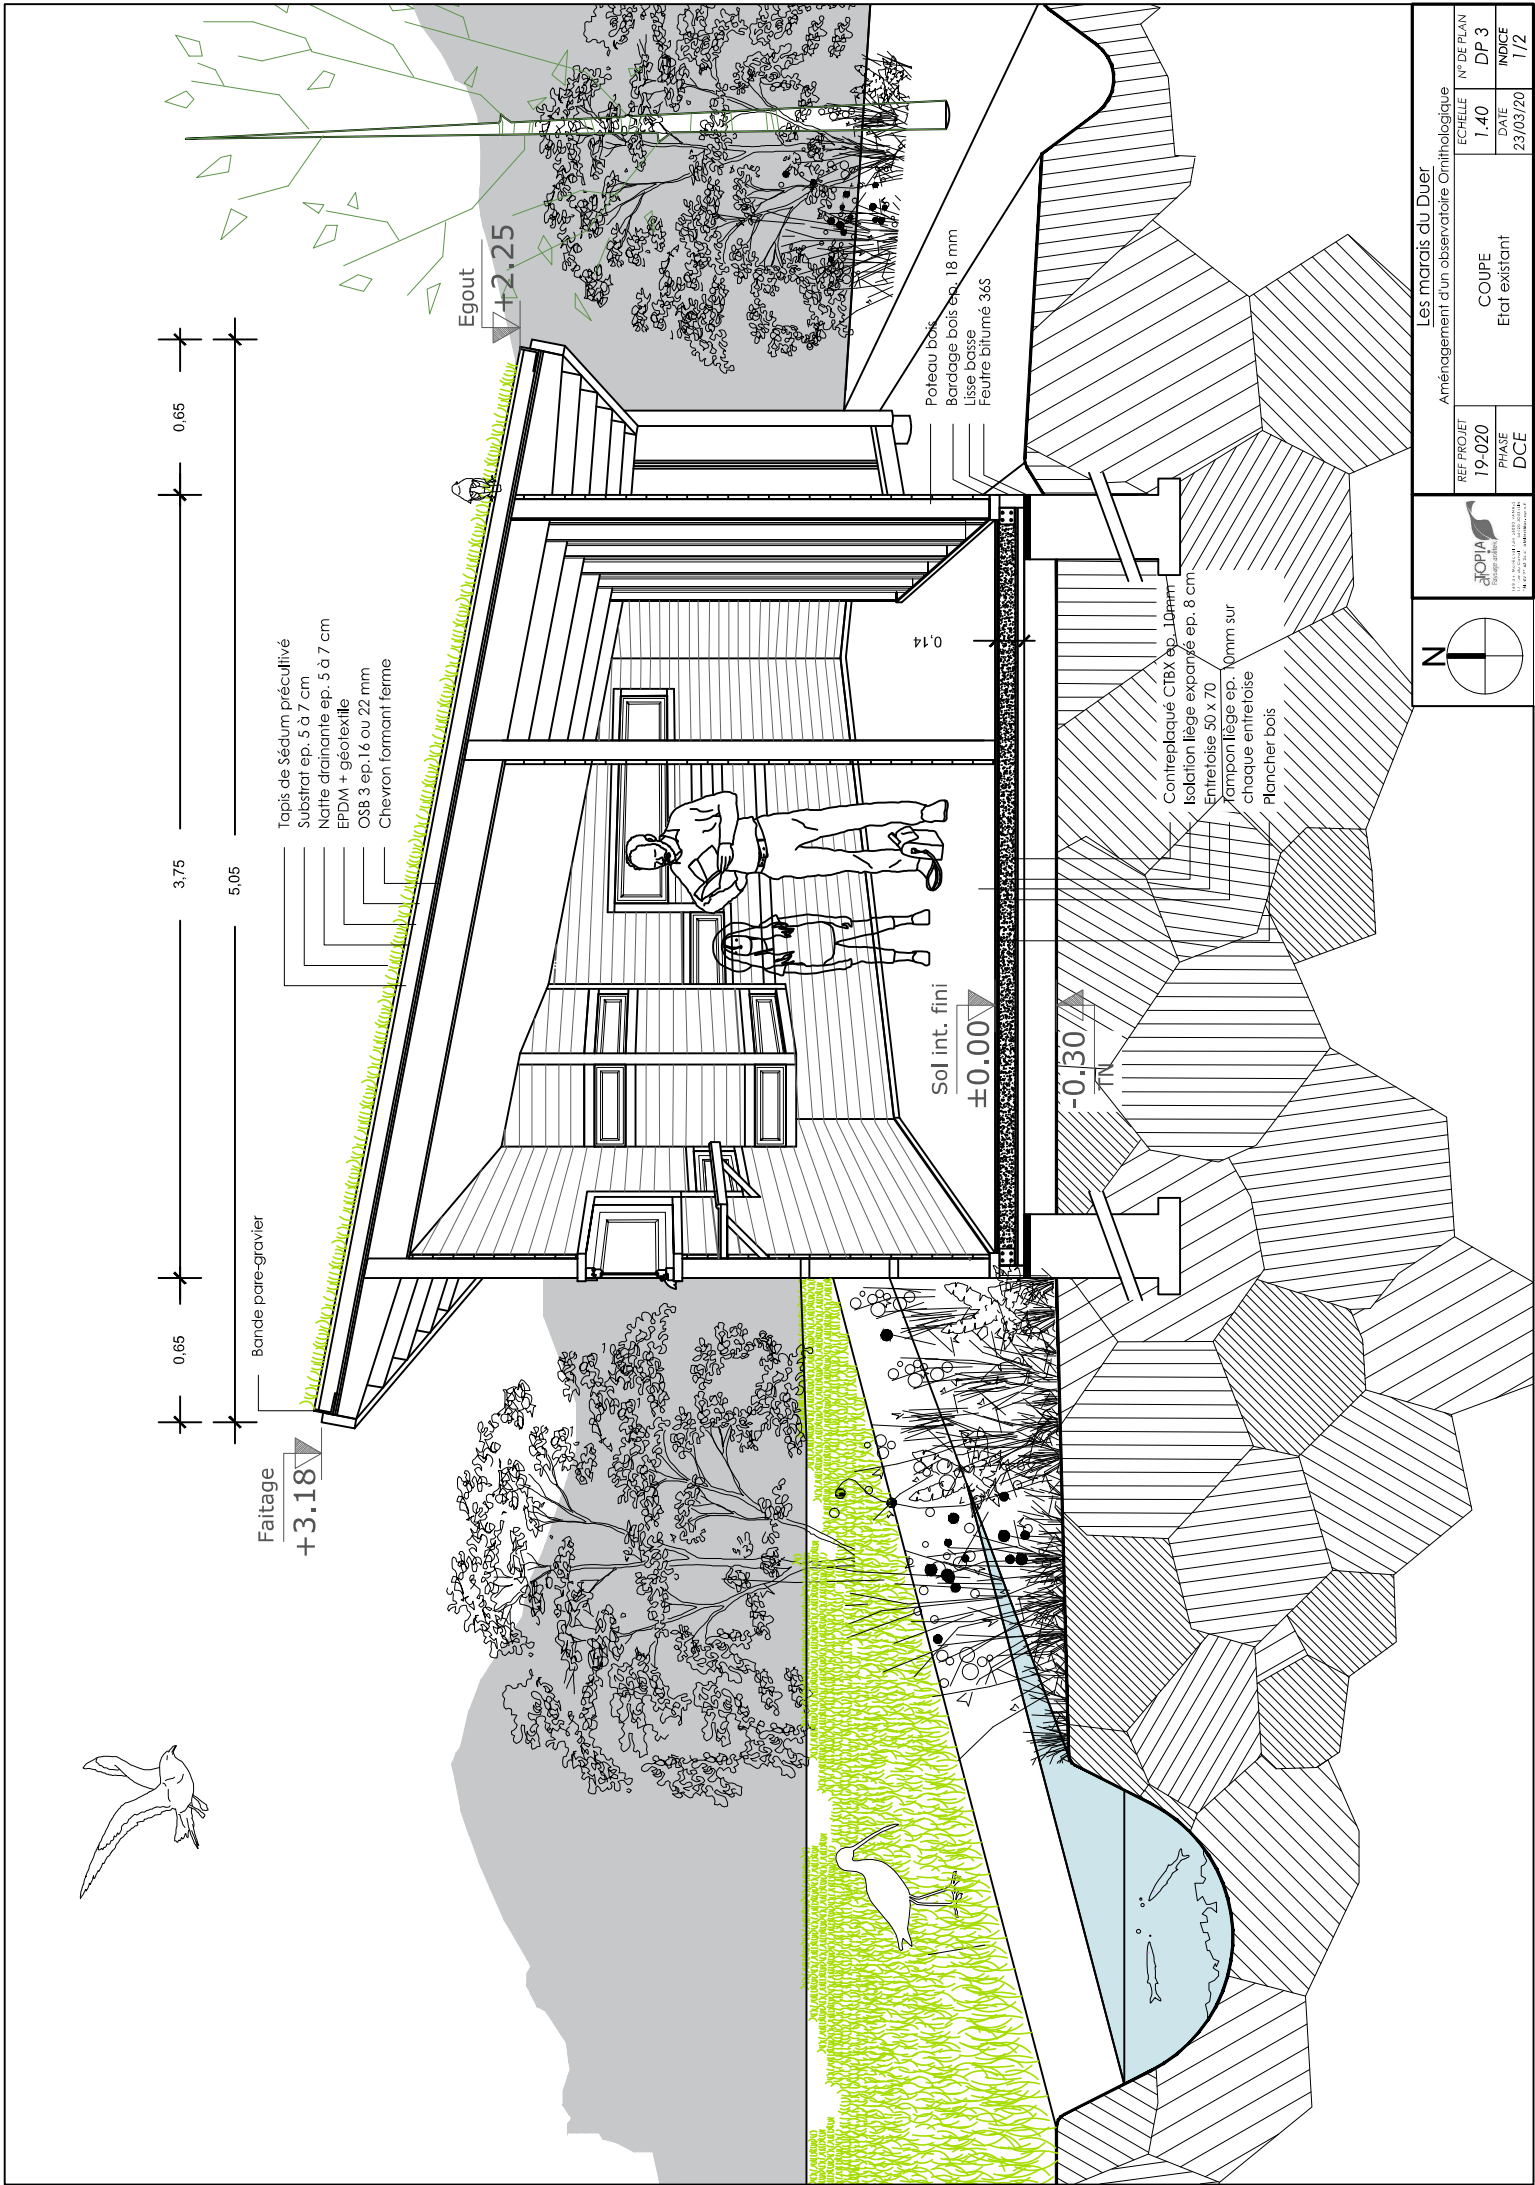 0,65
3,75
0,65
5,05
Bande pare-gravier
Faitage
+3.18
Tapis de Sédum précultivé
Substrat ep. 5 à 7 cm
Natte drainante ep. 5 à 7 cm
EPDM + géotextile
OSB 3 ep.16 ou 22 mm
Chevron formant ferme
Egout
+2.25
Poteau bois
Bardage bois ep. 18 mm
Lisse basse
Feutre bitumé 36S
0,14
Sol int. fini
±0.00
-0.30
TN
Contreplaqué CTBX ep. 10mm
Isolation liège expansé ep. 8 cm
Entretoise 50 x 70
Tampon liège ep. 10mm sur
chaque entretoise
Plancher bois
N
aTOPIA
Les marais du Duer
Aménagement d'un observatoire Ornithologique
REF PROJET
19-020
PHASE
DCE
COUPE
Etat existant
ECHELLE
1.40
DATE
23/03/20
N° DE PLAN
DP 3
INDICE
1/2